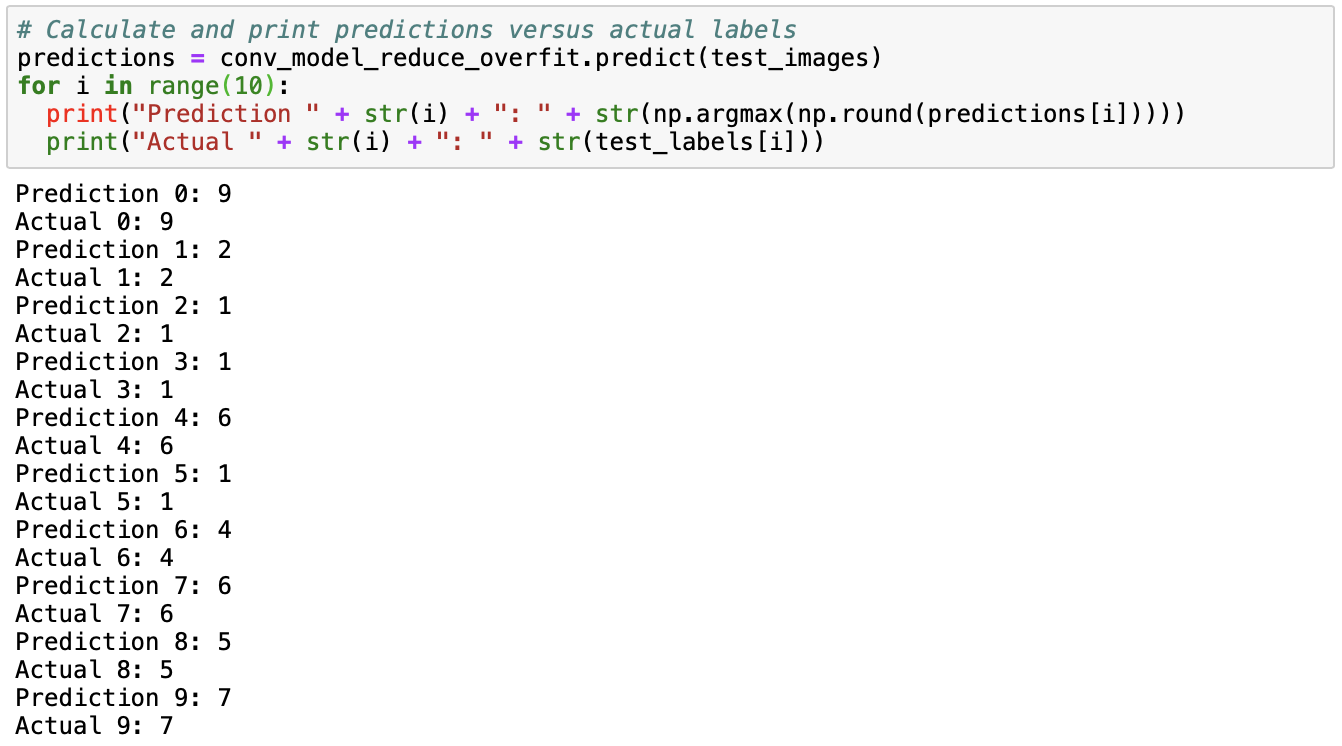 # Calculate and print predictions versus actual labels
predictions = conv_model_reduce_overfit.predict(test_images)
for i in range(10):
  print("Prediction " + str(i) + ": " + str(np.argmax(np.round(predictions[i]))))
  print("Actual " + str(i) + ": " + str(test_labels[i]))
Prediction 0: 9
Actual 0: 9
Prediction 1: 2
Actual 1: 2
Prediction 2: 1
Actual 2: 1
Prediction 3: 1
Actual 3: 1
Prediction 4: 6
Actual 4: 6
Prediction 5: 1
Actual 5: 1
Prediction 6: 4
Actual 6: 4
Prediction 7: 6
Actual 7: 6
Prediction 8: 5
Actual 8: 5
Prediction 9: 7
Actual 9: 7